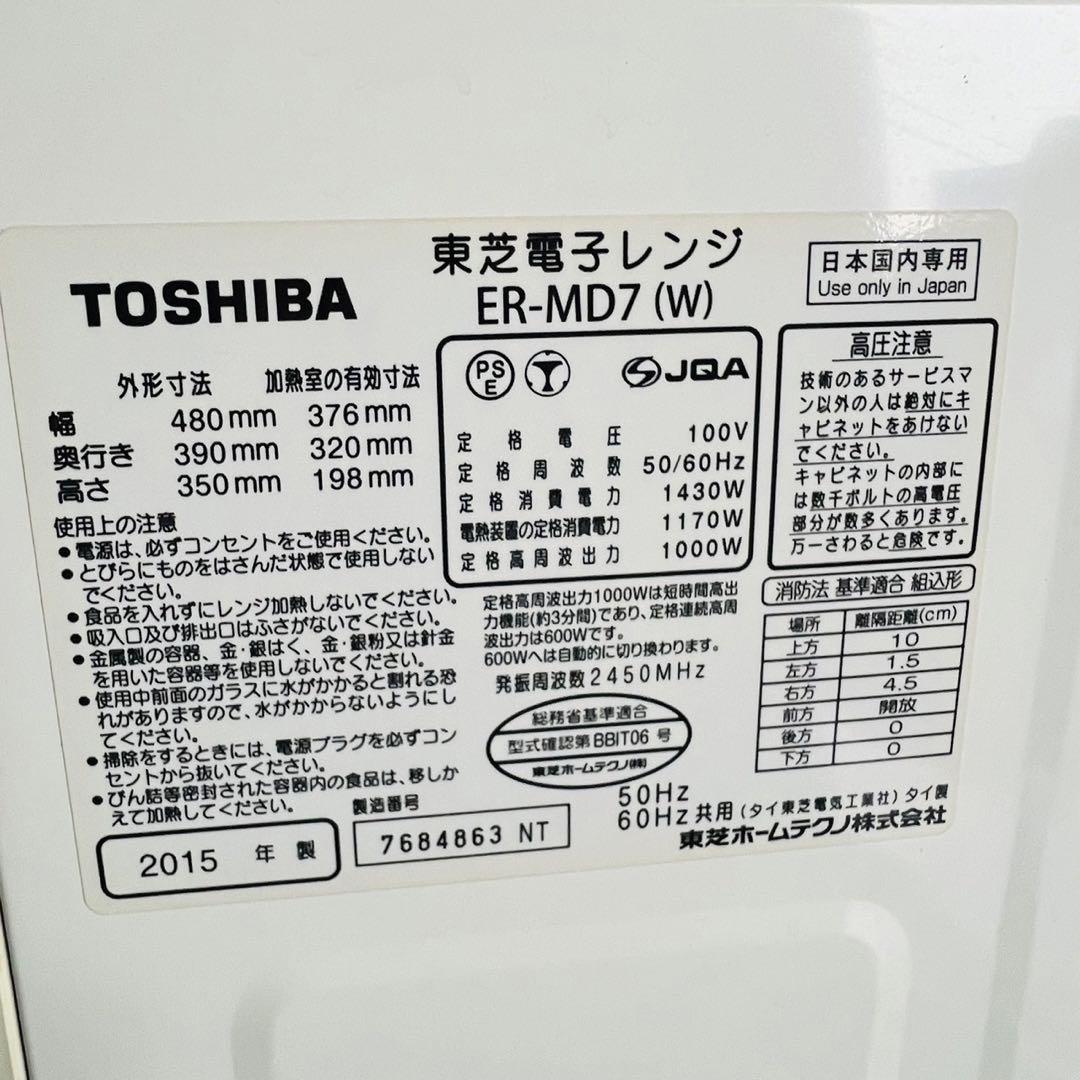 東芝電子レンジ
TOSHIBA
ER-MD7 (W)
日本国内専用
Use only in Japan
外形寸法 加熱室の有効寸法
幅 480mm 376mm
奥行き 390mm 320mm
高さ 350mm 198mm
使用上の注意
●電源は、必ずコンセントをご使用ください。
●とびらにものをはさんだ状態で使用しない
でください。
●食品を入れずにレンジ加熱しないでください。
●吸入口及び排出口はふさがないでください。
●金属製の容器、金・銀はく、金・銀粉又は針金
を用いた容器等を使用しないでください。
●使用中前面のガラスに水がかかると割れる恐
れがありますので、水がかからないようにし
てください。
●掃除をするときには、電源プラグを必ずコン
セントから抜いてください。
●びん詰等密封された容器内の食品は、移しか
えて加熱してください。
2015 年 製
製造番号
7684863 NT
PS
E
JQA
定格電圧 100V
定格周波数 50/60Hz
定格消費電力 1430W
電熱装置の定格消費電力 1170W
定格高周波出力 1000W
定格高周波出力1000Wは短時間高出
力機能(約3分間)であり、定格連続高周
波出力は600Wです。
600Wへは自動的に切り換わります。
発振周波数2450MHz
総務省基準適合
型式確認第BBIT06号
東芝ホームテクノ(株)
高圧注意
技術のあるサービスマ
ン以外の人は絶対にキ
ャビネットをあけない
でください。
キャビネットの内部に
は数千ボルトの高電圧
部分が数多くあります。
万一さわると危険です。
消防法 基準適合 組込形
場所 離隔距離(cm)
上方 10
左方 1.5
右方 4.5
前方 開放
後方 0
下方 0
50Hz
60Hz共用 (タイ東芝電気工業社) タイ製
東芝ホームテクノ株式会社